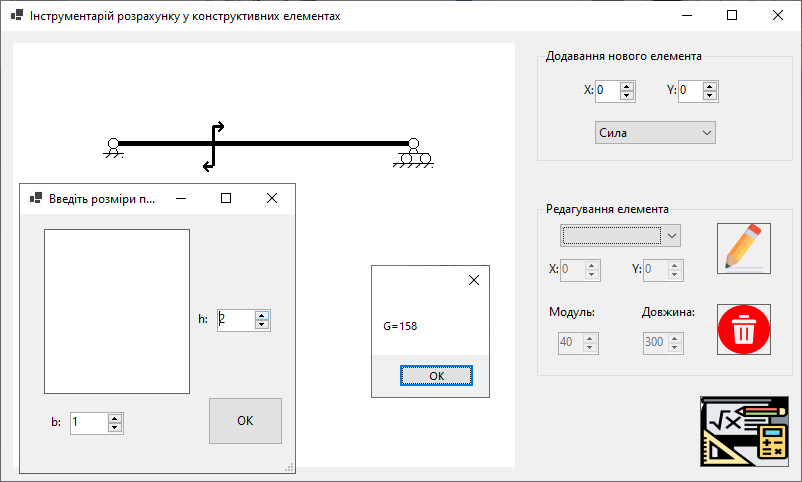 Інструментарій розрахунку у конструктивних елементах
Додавання нового елемента
X: 0
Y: 0
Сила
Введіть розміри п...
h: 2
b: 1
OK
G=158
OK
Редагування елемента
X: 0
Y: 0
Модуль:
Довжина:
40
300
√x